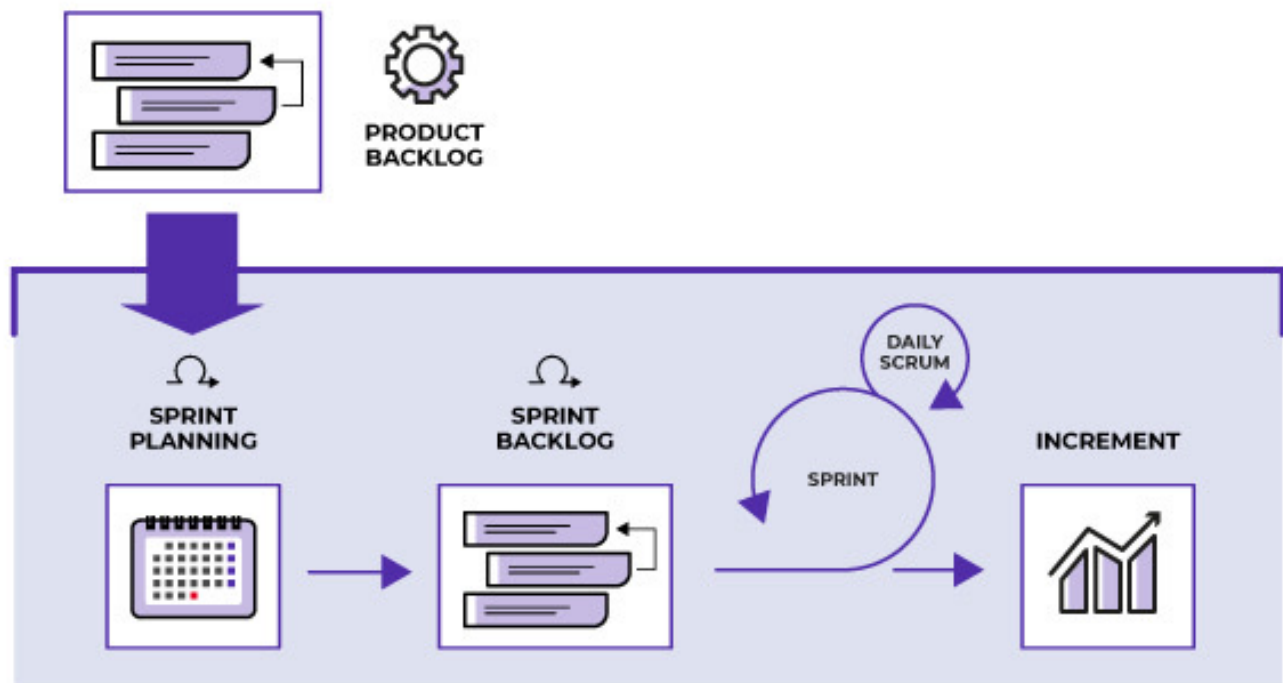 PRODUCT
BACKLOG
SPRINT
PLANNING
SPRINT
BACKLOG
DAILY
SCRUM
SPRINT
INCREMENT